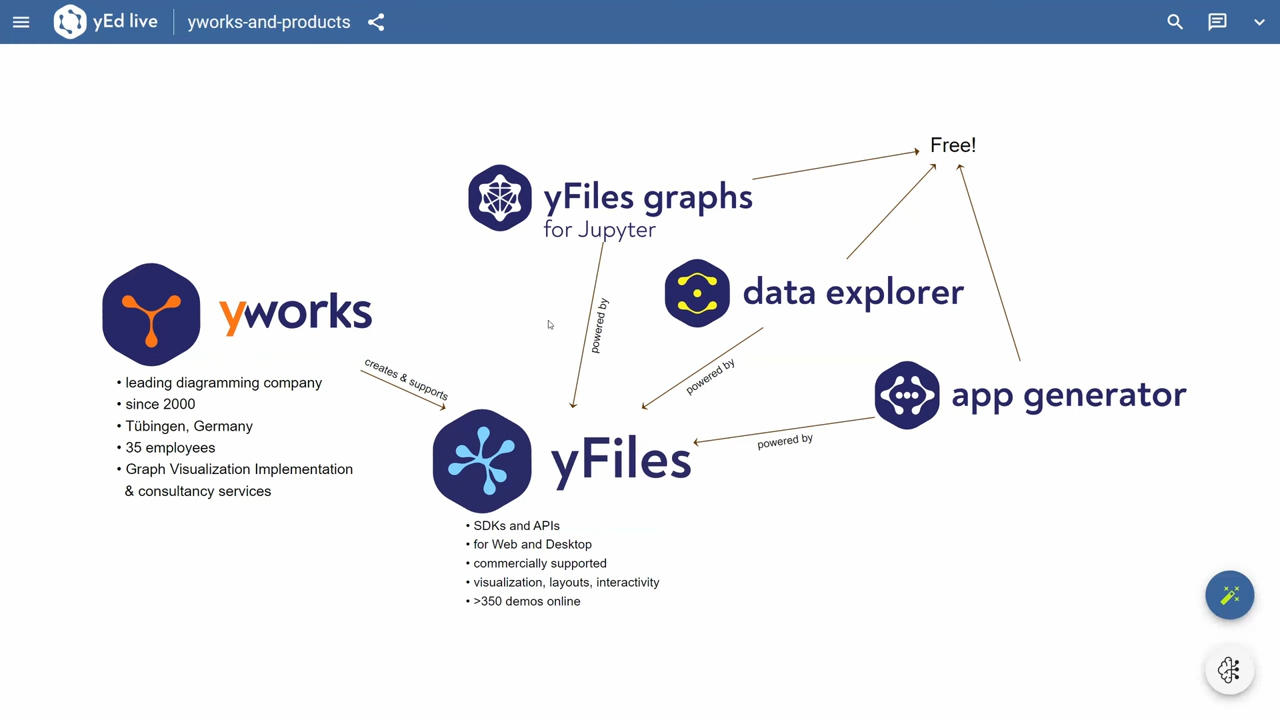 yEd live
yworks-and-products
Free!
yFiles graphs
for Jupyter
data explorer
yworks
powered by
creates & supports
powered by
• leading diagramming company
• since 2000
• Tübingen, Germany
• 35 employees
• Graph Visualization Implementation
& consultancy services
app generator
powered by
yFiles
• SDKs and APIs
• for Web and Desktop
• commercially supported
• visualization, layouts, interactivity
• >350 demos online